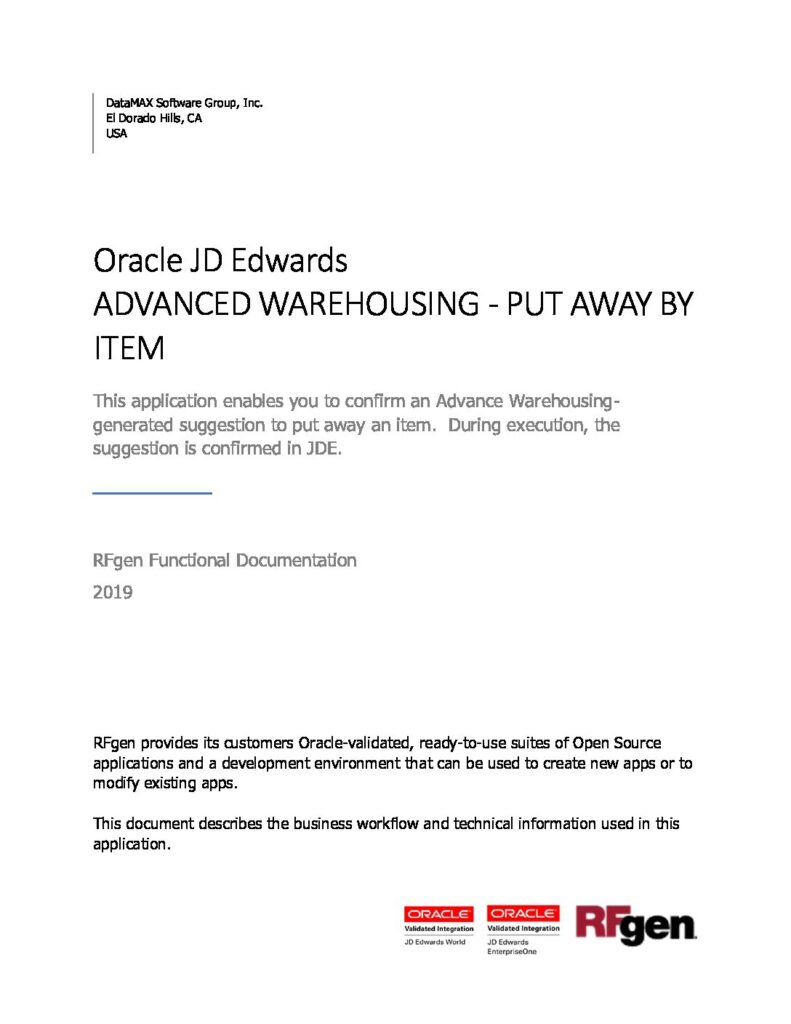 DataMAX Software Group, Inc.
El Dorado Hills, CA
USA
Oracle JD Edwards
ADVANCED WAREHOUSING - PUT AWAY BY
ITEM
This application enables you to confirm an Advance Warehousing-
generated suggestion to put away an item.  During execution, the
suggestion is confirmed in JDE.
RFgen Functional Documentation
2019
RFgen provides its customers Oracle-validated, ready-to-use suites of Open Source
applications and a development environment that can be used to create new apps or to
modify existing apps.
This document describes the business workflow and technical information used in this
application.
ORACLE
Validated Integration
JD Edwards World
ORACLE
Validated Integration
JD Edwards
EnterpriseOne
RFgen